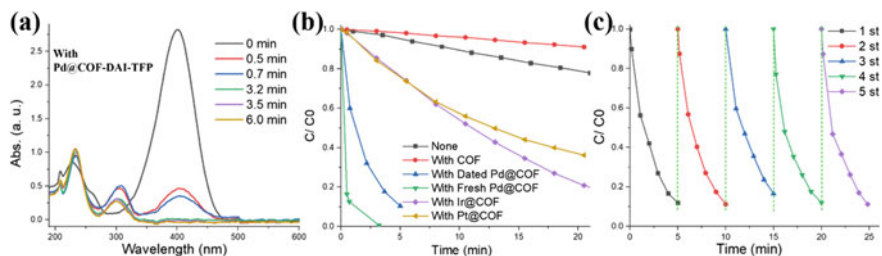 (a)
With
Pd@COF-DAI-TFP
0 min
0.5 min
0.7 min
3.2 min
3.5 min
6.0 min
Abs. (a. u.)
2.5
2.0
1.5
1.0
0.5
0.0
200 300 400 500 600
Wavelength (nm)
(b)
C/ C0
1.0
0.8
0.6
0.4
0.2
0.0
None
With COF
With Dated Pd@COF
With Fresh Pd@COF
With Ir@COF
With Pt@COF
0 5 10 15 20
Time (min)
(c)
C/ C0
1.0
0.8
0.6
0.4
0.2
0.0
1 st
2 st
3 st
4 st
5 st
0 5 10 15 20 25
Time (min)